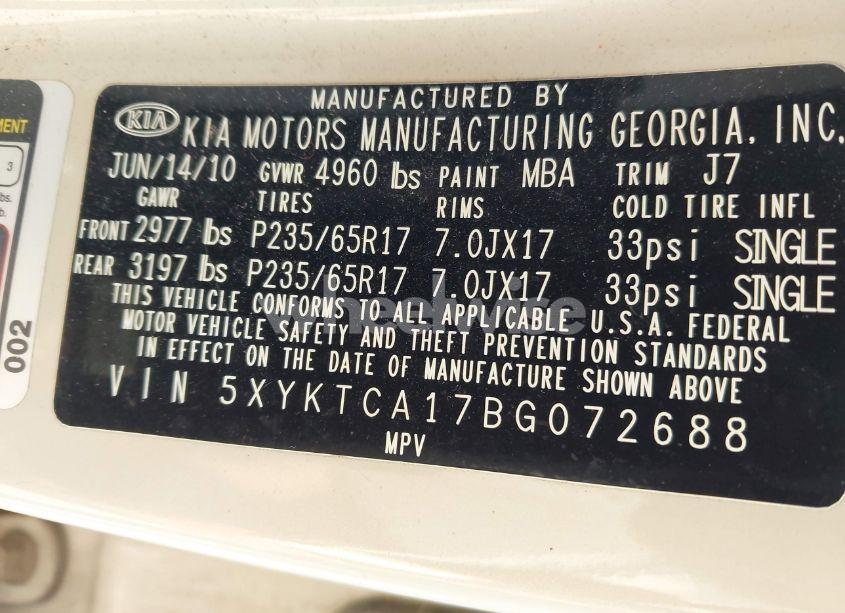 MANUFACTURED BY
KIA KIA MOTORS MANUFACTURING GEORGIA, INC.
JUN/14/10 GVWR 4960 lbs PAINT MBA TRIM J7
GAWR TIRES RIMS COLD TIRE INFL
FRONT 2977 lbs P235/65R17 7.0JX17 33psi SINGLE
REAR 3197 lbs P235/65R17 7.0JX17 33psi SINGLE
THIS VEHICLE CONFORMS TO ALL APPLICABLE U.S.A. FEDERAL
MOTOR VEHICLE SAFETY AND THEFT PREVENTION STANDARDS
IN EFFECT ON THE DATE OF MANUFACTURE SHOWN ABOVE
VIN 5XYKTCA17BG072688
MPV
3
002